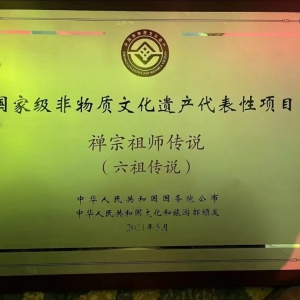 国家级非物质文化遗产代表性项目
禅宗祖师传说
（六祖传说）
中华人民共和国国务院公布
中华人民共和国文化和旅游部颁发
2021年5月